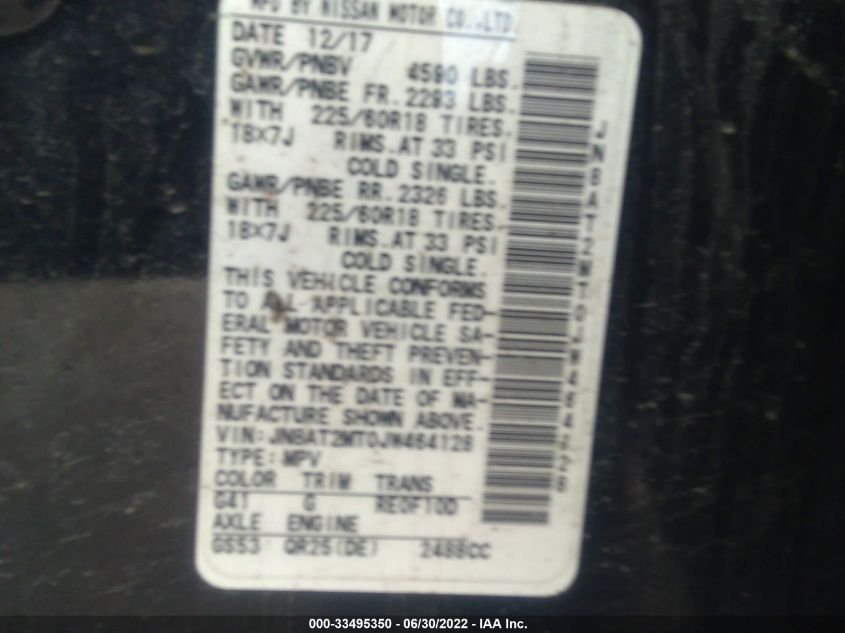 MFD BY NISSAN MOTOR CO.,LTD.
DATE 12/17
GVWR/PNBV 4590 LBS.
GAWR/PNBE FR. 2293 LBS.
WITH 225/60R18 TIRES.
18X7J RIMS.AT 33 PSI
COLD SINGLE.
GAWR/PNBE RR. 2326 LBS.
WITH 225/60R18 TIRES.
18X7J RIMS.AT 33 PSI
COLD SINGLE.
THIS VEHICLE CONFORMS
TO ALL APPLICABLE FED-
ERAL MOTOR VEHICLE SA-
FETY AND THEFT PREVEN-
TION STANDARDS IN EFF-
ECT ON THE DATE OF MA-
NUFACTURE SHOWN ABOVE.
VIN:JN8AT2MT0JW464128
TYPE:MPV
COLOR TRIM TRANS
G41 G RE0F10D
AXLE ENGINE
GS53 QR25(DE) 2488CC
JN8AT2MT0JW464128
000-33495350 - 06/30/2022 - IAA Inc.